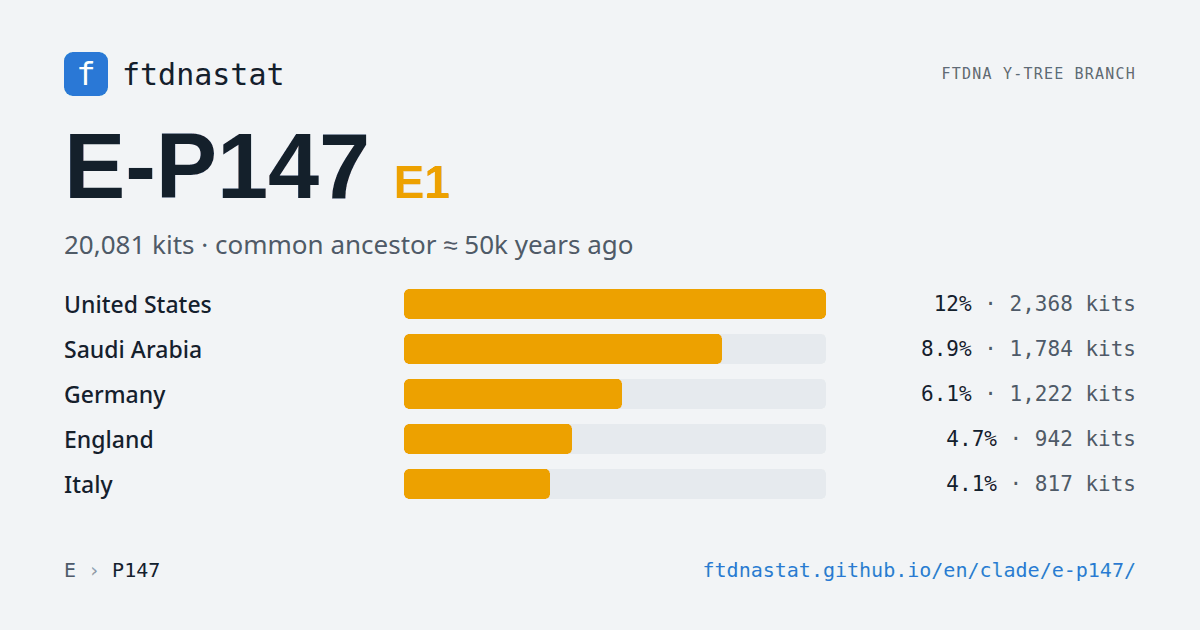 f ftdnastat
FTDNA Y-TREE BRANCH
E-P147 E1
20,081 kits · common ancestor ≈ 50k years ago
United States 12% · 2,368 kits
Saudi Arabia 8.9% · 1,784 kits
Germany 6.1% · 1,222 kits
England 4.7% · 942 kits
Italy 4.1% · 817 kits
E › P147
ftdnastat.github.io/en/clade/e-p147/